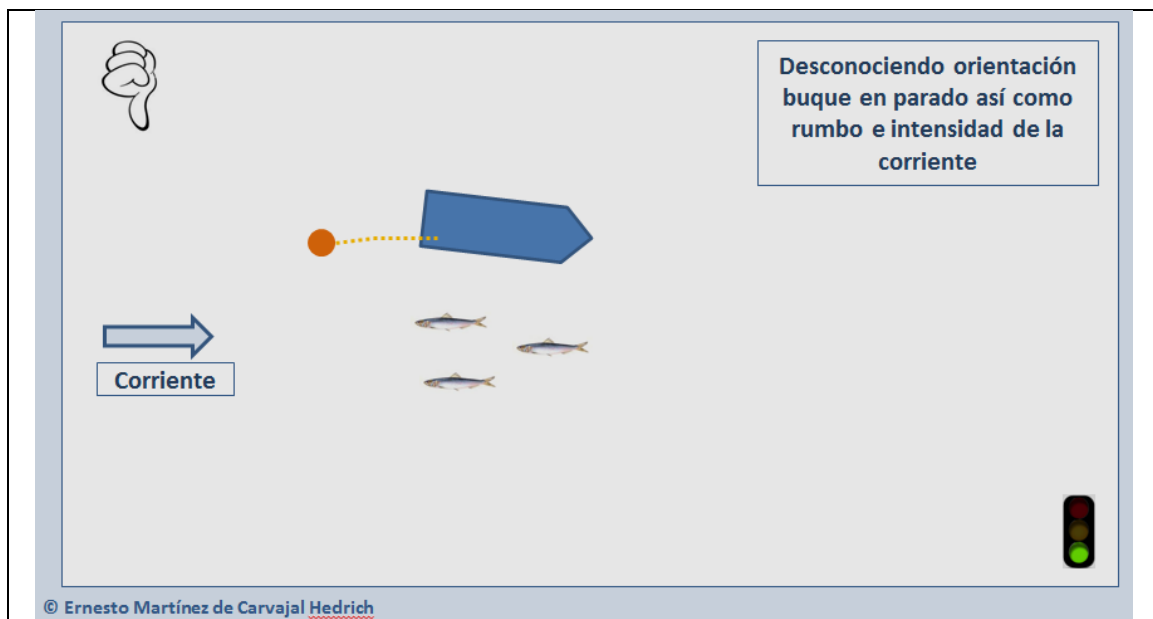 Desconociendo orientación
buque en parado así como
rumbo e intensidad de la
corriente
Corriente
© Ernesto Martínez de Carvajal Hedrich